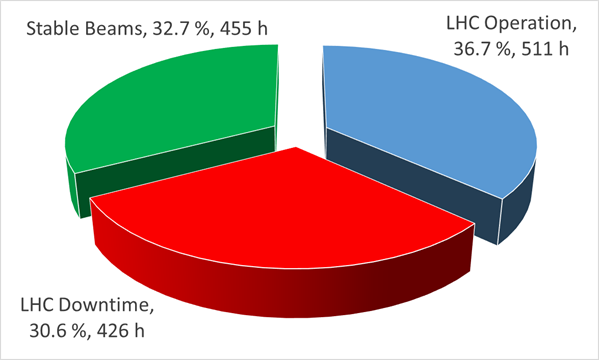 Stable Beams, 32.7 %, 455 h
LHC Operation,
36.7 %, 511 h
LHC Downtime,
30.6 %, 426 h